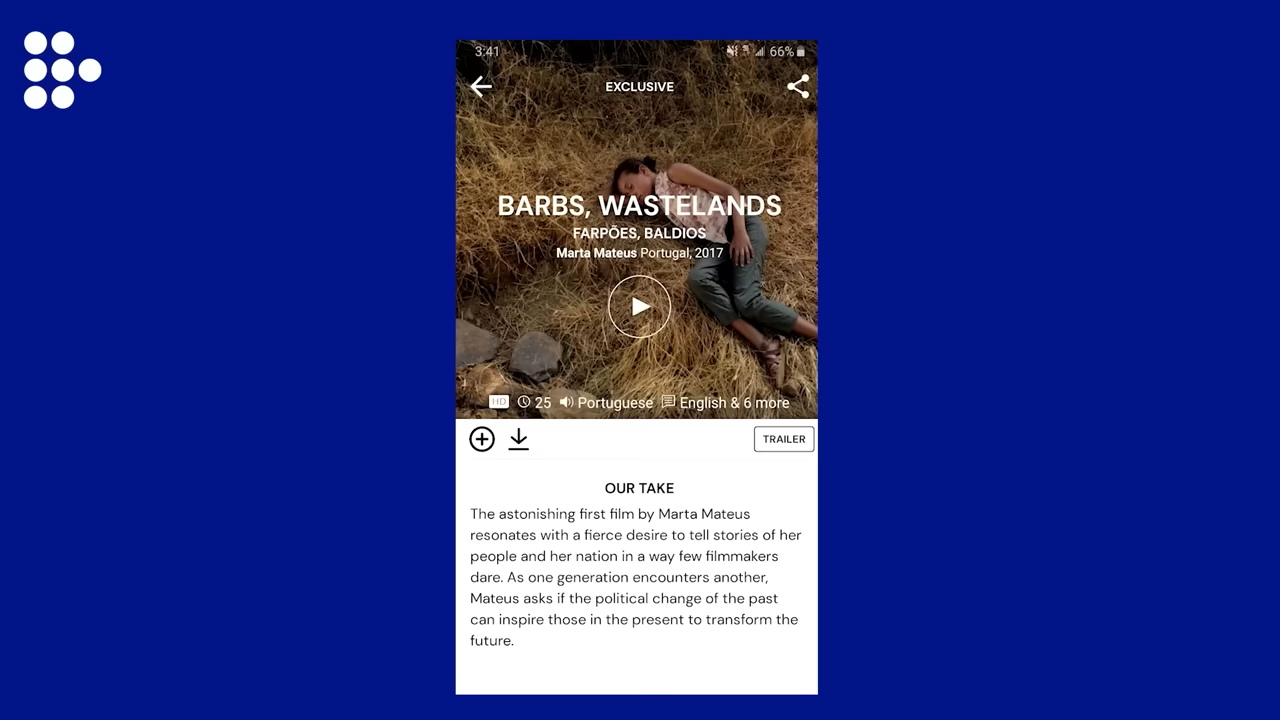 3:41
66%
EXCLUSIVE
BARBS, WASTELANDS
FARPÕES, BALDIOS
Marta Mateus Portugal, 2017
HD 25 Portuguese English & 6 more
TRAILER
OUR TAKE
The astonishing first film by Marta Mateus
resonates with a fierce desire to tell stories of her
people and her nation in a way few filmmakers
dare. As one generation encounters another,
Mateus asks if the political change of the past
can inspire those in the present to transform the
future.